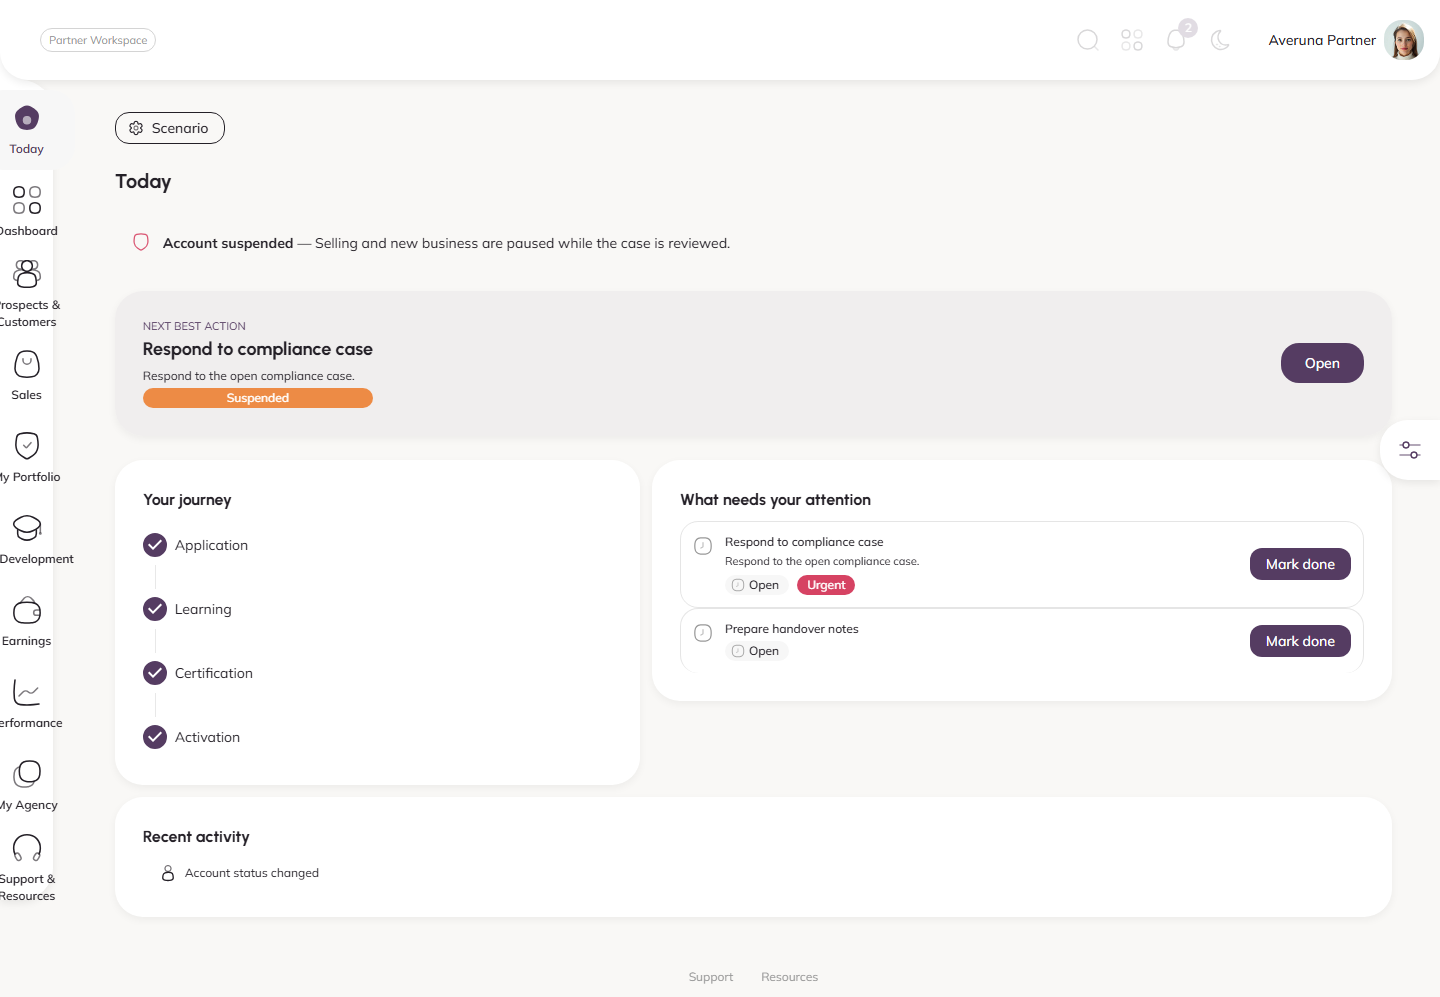 Partner Workspace
2
Averuna Partner
Today
Dashboard
Prospects &
Customers
Sales
My Portfolio
Development
Earnings
Performance
My Agency
Support &
Resources
Scenario
Today
Account suspended — Selling and new business are paused while the case is reviewed.
NEXT BEST ACTION
Respond to compliance case
Respond to the open compliance case.
Suspended
Open
Your journey
Application
Learning
Certification
Activation
What needs your attention
Respond to compliance case
Respond to the open compliance case.
Open Urgent
Mark done
Prepare handover notes
Open
Mark done
Recent activity
Account status changed
Support Resources